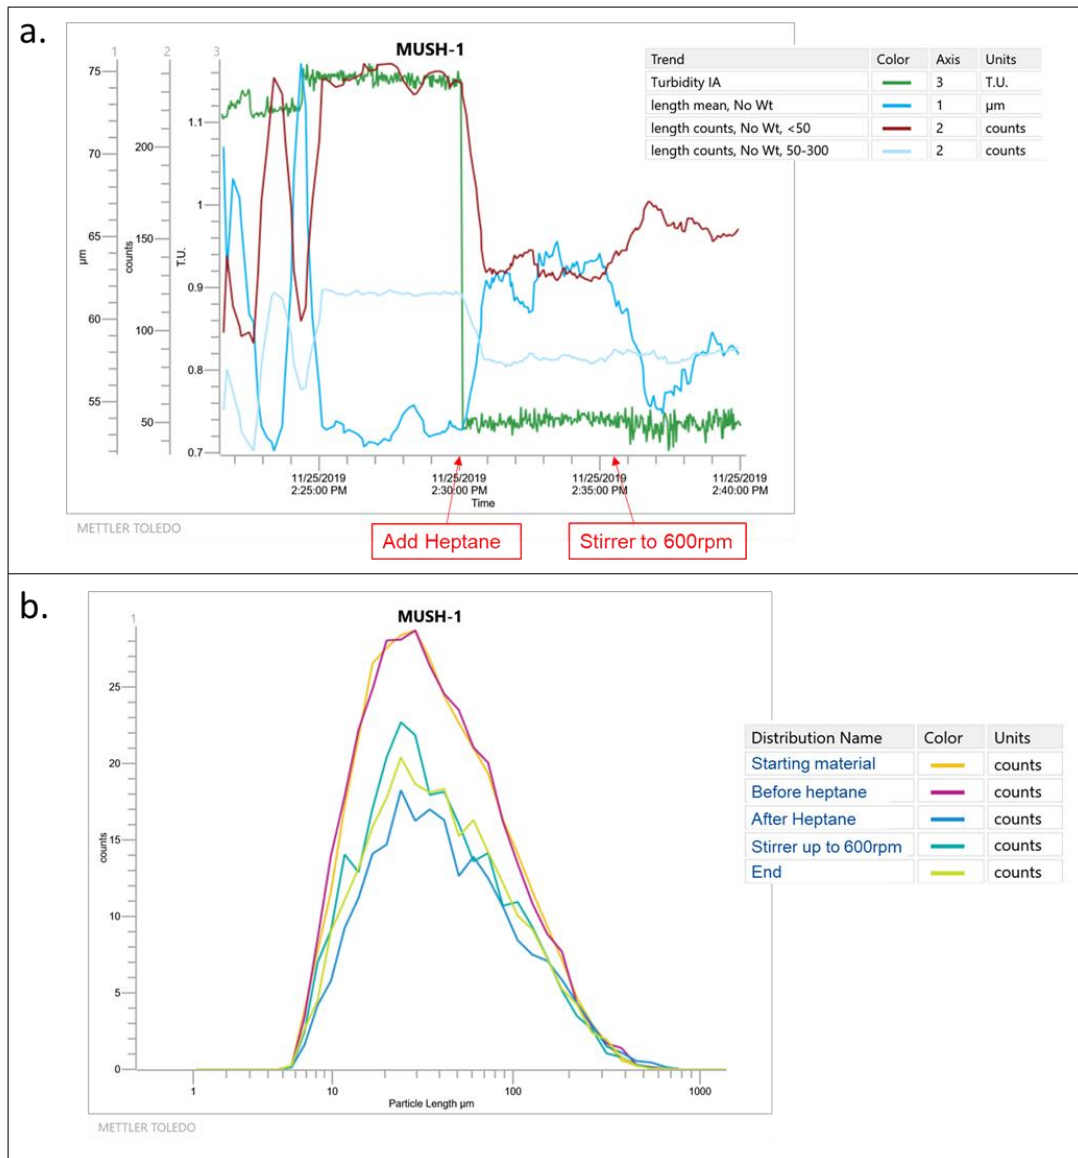 a.
MUSH-1
1 2 3
Trend Color Axis Units
Turbidity IA 3 T.U.
length mean, No Wt 1 µm
length counts, No Wt, <50 2 counts
length counts, No Wt, 50-300 2 counts
75
70
65
60
55
µm
200
150
100
50
counts
1.1
1
0.9
0.8
0.7
T.U.
11/25/2019 11/25/2019 11/25/2019 11/25/2019
2:25:00 PM 2:30:00 PM 2:35:00 PM 2:40:00 PM
Time
METTLER TOLEDO
Add Heptane
Stirrer to 600rpm
b.
MUSH-1
1
25
20
15
10
5
0
counts
1 10 100 1000
Particle Length µm
Distribution Name Color Units
Starting material counts
Before heptane counts
After Heptane counts
Stirrer up to 600rpm counts
End counts
METTLER TOLEDO